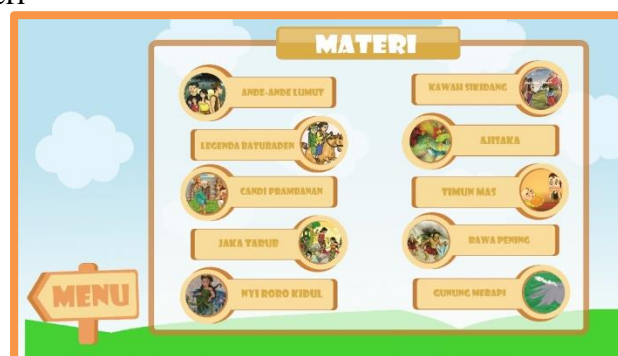 MATERI
ANDE-ANDE LUMUT
LEGENDA BATURADEN
CANDI PRAMBANAN
JAKA TARUB
NYI RORO KIDUL
KAWAH SIKIDANG
AJISAKA
TIMUN MAS
RAWA PENING
GUNUNG MERAPI
MENU